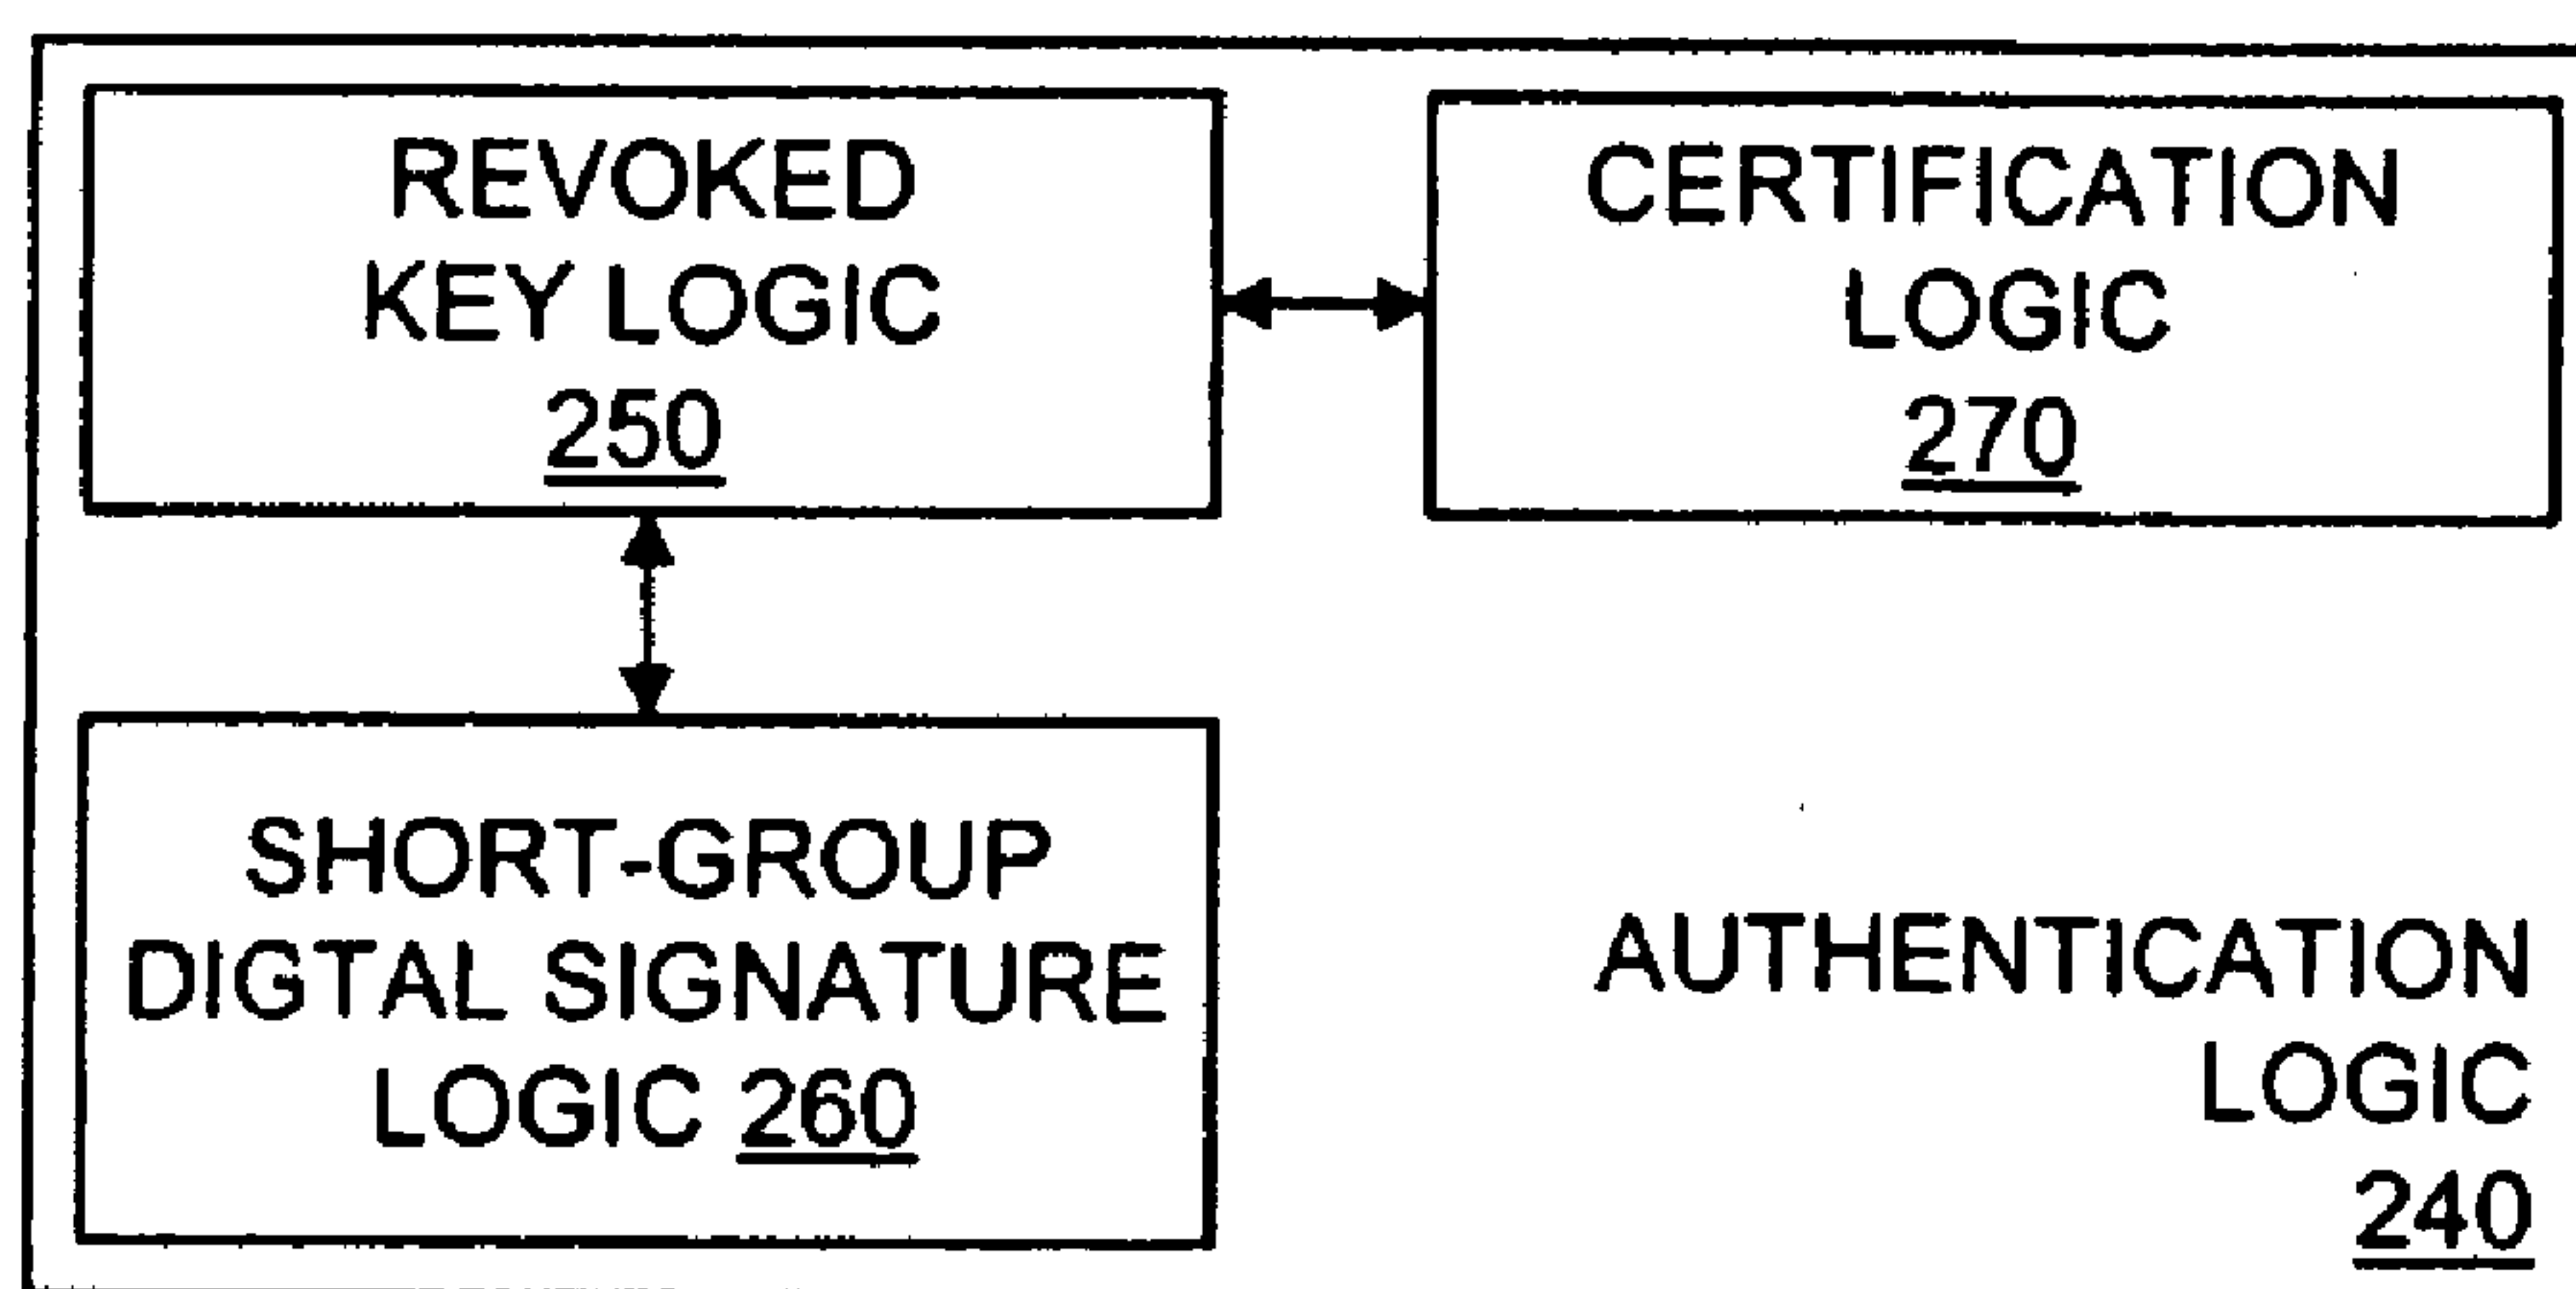 REVOKED
KEY LOGIC
250
CERTIFICATION
LOGIC
270
SHORT-GROUP
DIGTAL SIGNATURE
LOGIC 260
AUTHENTICATION
LOGIC
240